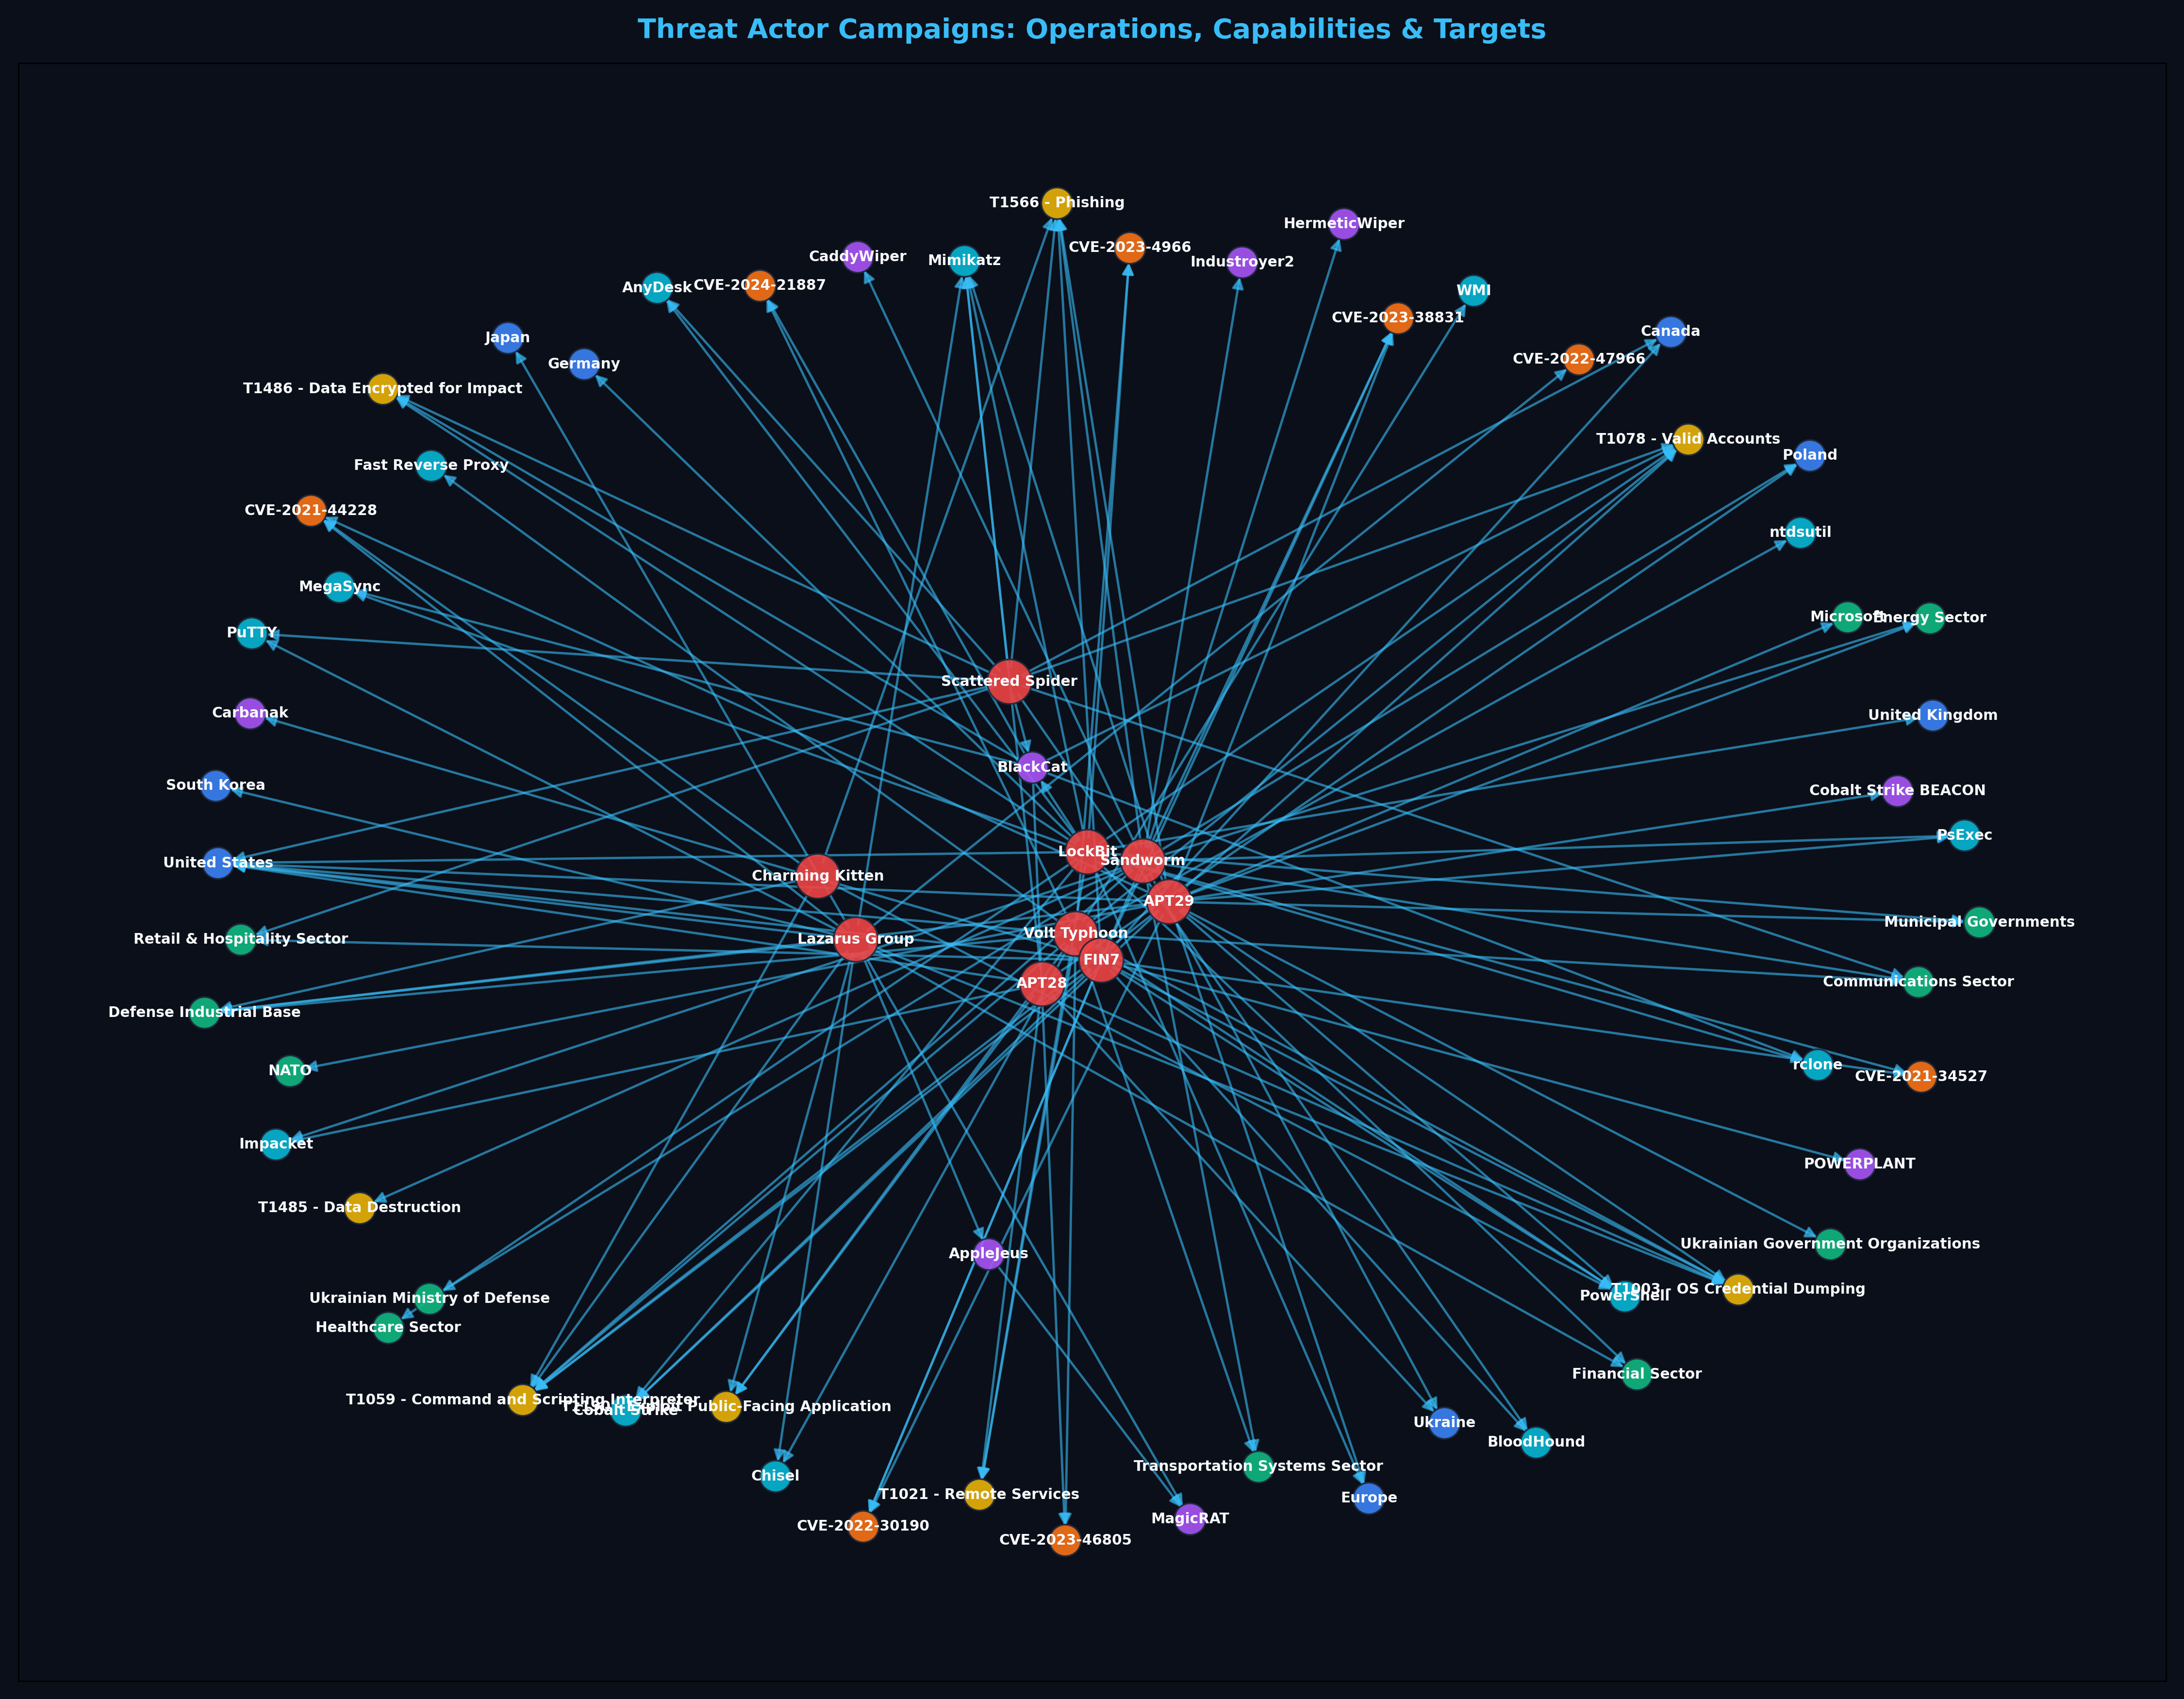 Threat Actor Campaigns: Operations, Capabilities & Targets
T1566 - Phishing
HermeticWiper
CVE-2023-4966
CaddyWiper
Mimikatz
Industroyer2
AnyDesk
CVE-2024-21887
WMI
CVE-2023-38831
Japan
Canada
Germany
CVE-2022-47966
T1486 - Data Encrypted for Impact
T1078 - Valid Accounts
Poland
Fast Reverse Proxy
CVE-2021-44228
ntdsutil
MegaSync
Microsoft
Energy Sector
PuTTY
Scattered Spider
Carbanak
United Kingdom
BlackCat
South Korea
Cobalt Strike BEACON
PsExec
LockBit
Sandworm
United States
Charming Kitten
APT29
Municipal Governments
Volt Typhoon
Retail & Hospitality Sector
Lazarus Group
FIN7
APT28
Communications Sector
Defense Industrial Base
NATO
rclone
CVE-2021-34527
Impacket
POWERPLANT
T1485 - Data Destruction
Ukrainian Government Organizations
AppleJeus
Ukrainian Ministry of Defense
T1003 - OS Credential Dumping
PowerShell
Healthcare Sector
Financial Sector
T1059 - Command and Scripting Interpreter
T1190 - Exploit Public-Facing Application
Cobalt Strike
Ukraine
BloodHound
Transportation Systems Sector
Chisel
T1021 - Remote Services
Europe
MagicRAT
CVE-2022-30190
CVE-2023-46805